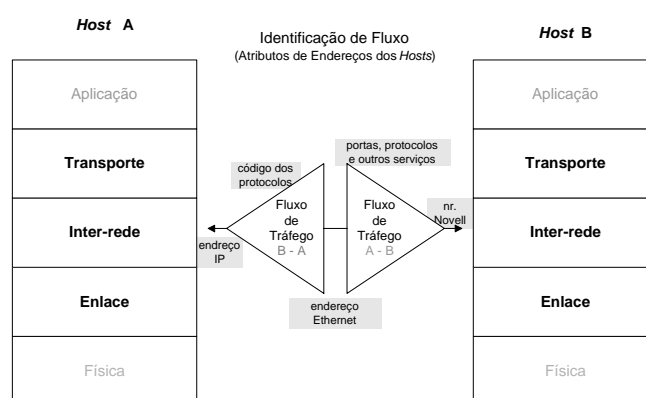 Host A
Identificação de Fluxo
(Atributos de Endereços dos Hosts)
Host B
Aplicação
Transporte
Inter-rede
Enlace
Física
código dos
protocolos
portas, protocolos
e outros serviços
Fluxo
de
Tráfego
B - A
Fluxo
de
Tráfego
A - B
endreço
IP
nr.
Novell
endereço
Ethernet
Aplicação
Transporte
Inter-rede
Enlace
Física